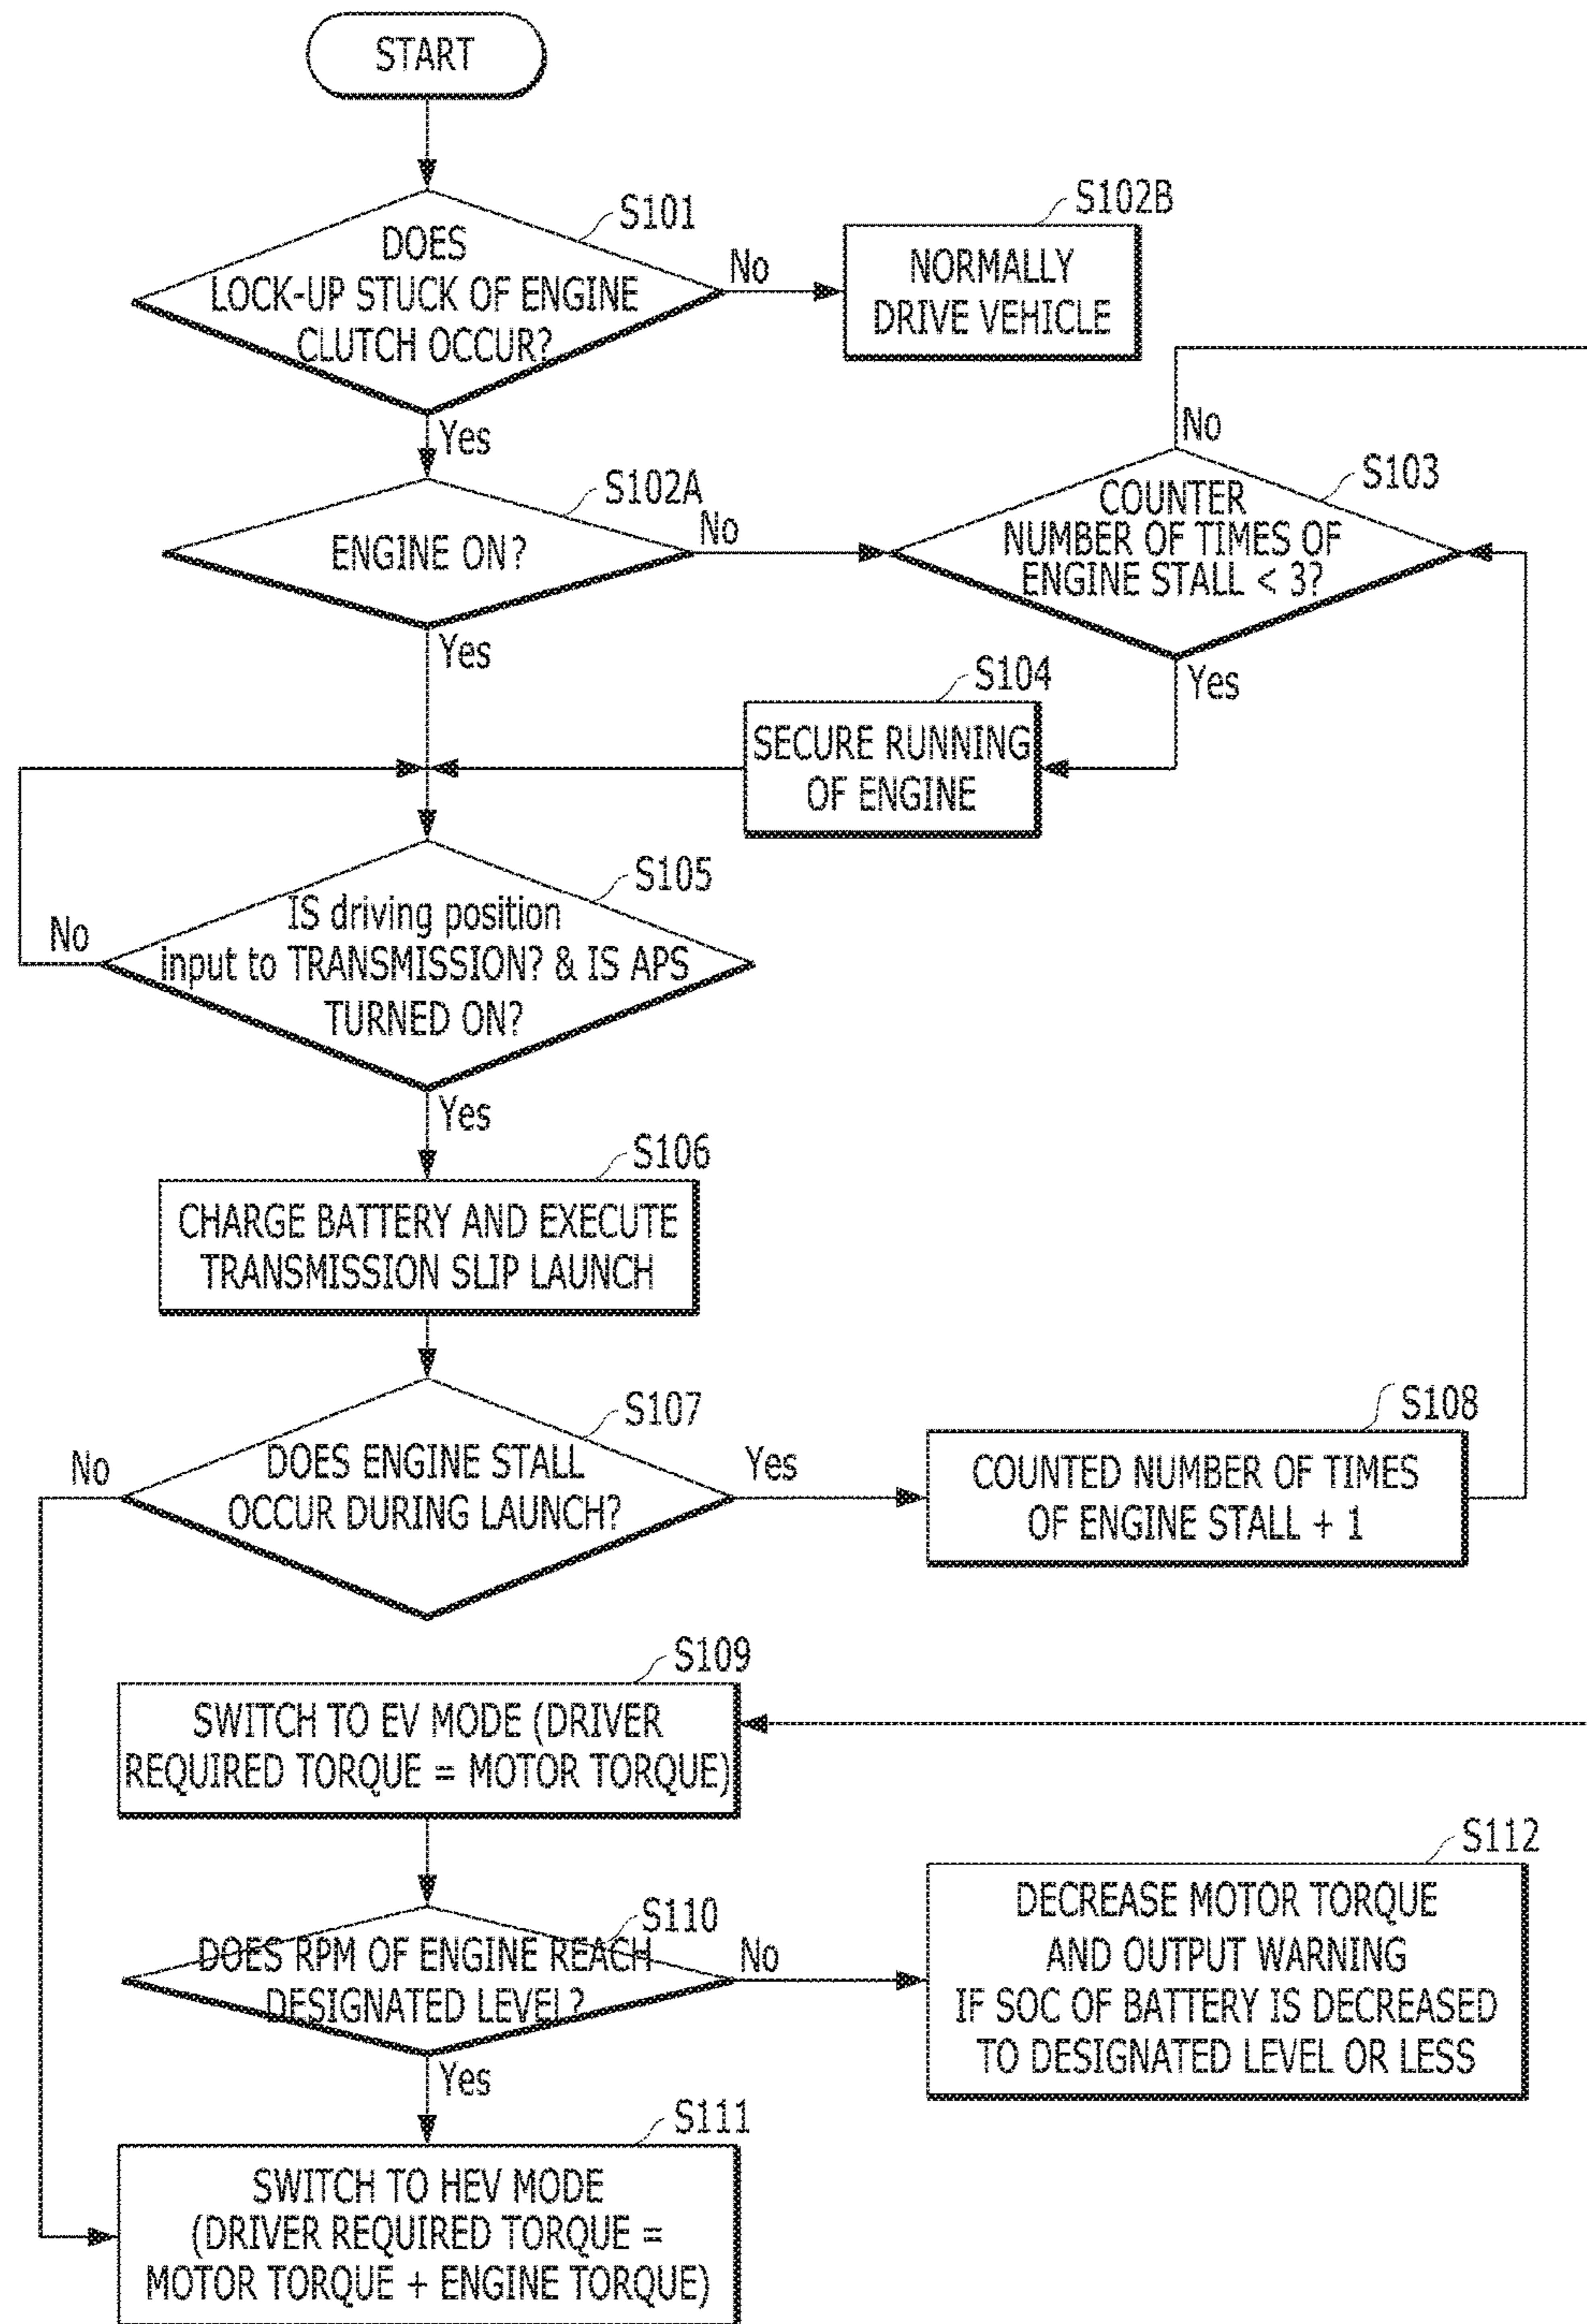 START
S101
DOES
LOCK-UP STUCK OF ENGINE
CLUTCH OCCUR?
No
S102B
NORMALLY
DRIVE VEHICLE
Yes
S102A
ENGINE ON?
No
No
S103
COUNTER
NUMBER OF TIMES OF
ENGINE STALL < 3?
Yes
Yes
S104
SECURE RUNNING
OF ENGINE
S105
IS driving position
input to TRANSMISSION? & IS APS
TURNED ON?
No
Yes
S106
CHARGE BATTERY AND EXECUTE
TRANSMISSION SLIP LAUNCH
S107
DOES ENGINE STALL
OCCUR DURING LAUNCH?
No
Yes
S108
COUNTED NUMBER OF TIMES
OF ENGINE STALL + 1
S109
SWITCH TO EV MODE (DRIVER
REQUIRED TORQUE = MOTOR TORQUE)
S110
DOES RPM OF ENGINE REACH
DESIGNATED LEVEL?
No
S112
DECREASE MOTOR TORQUE
AND OUTPUT WARNING
IF SOC OF BATTERY IS DECREASED
TO DESIGNATED LEVEL OR LESS
Yes
S111
SWITCH TO HEV MODE
(DRIVER REQUIRED TORQUE =
MOTOR TORQUE + ENGINE TORQUE)